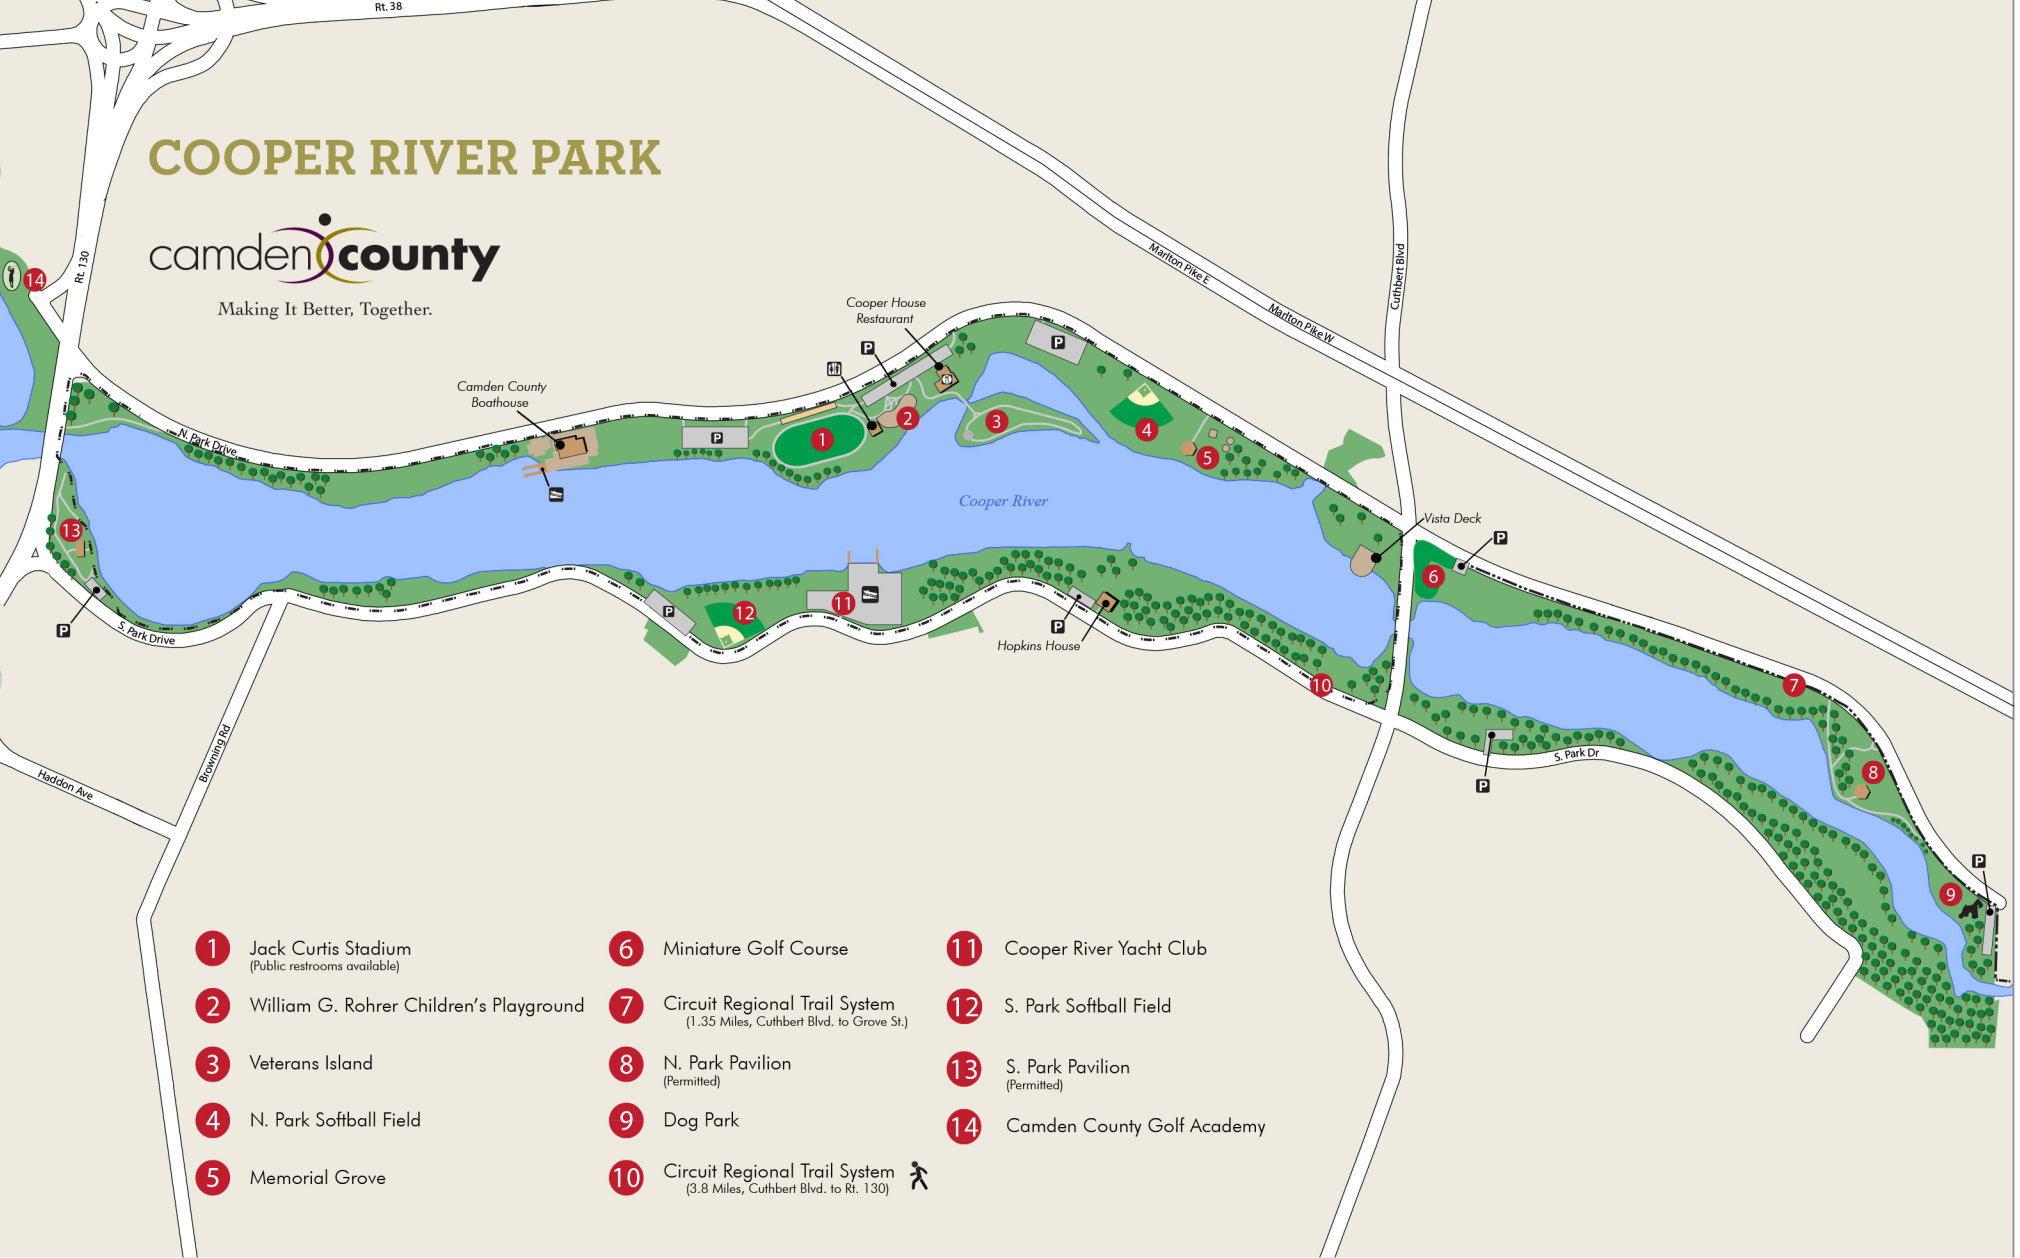 Rt. 38
COOPER RIVER PARK
camden county
Making It Better, Together.
Rt. 130
14
Marlton Pike E
Cuthbert Blvd
Marlton Pike W
Cooper House
Restaurant
P
P
Camden County
Boathouse
N. Park Drive
P
1
2
3
4
5
Cooper River
Vista Deck
P
6
13
P
S. Park Drive
P
12
11
P
Hopkins House
10
7
S. Park Dr
P
8
P
9
Browning Rd
Haddon Ave
1 Jack Curtis Stadium
(Public restrooms available)
2 William G. Rohrer Children's Playground
3 Veterans Island
4 N. Park Softball Field
5 Memorial Grove
6 Miniature Golf Course
7 Circuit Regional Trail System
(1.35 Miles, Cuthbert Blvd. to Grove St.)
8 N. Park Pavilion
(Permitted)
9 Dog Park
10 Circuit Regional Trail System
(3.8 Miles, Cuthbert Blvd. to Rt. 130)
11 Cooper River Yacht Club
12 S. Park Softball Field
13 S. Park Pavilion
(Permitted)
14 Camden County Golf Academy